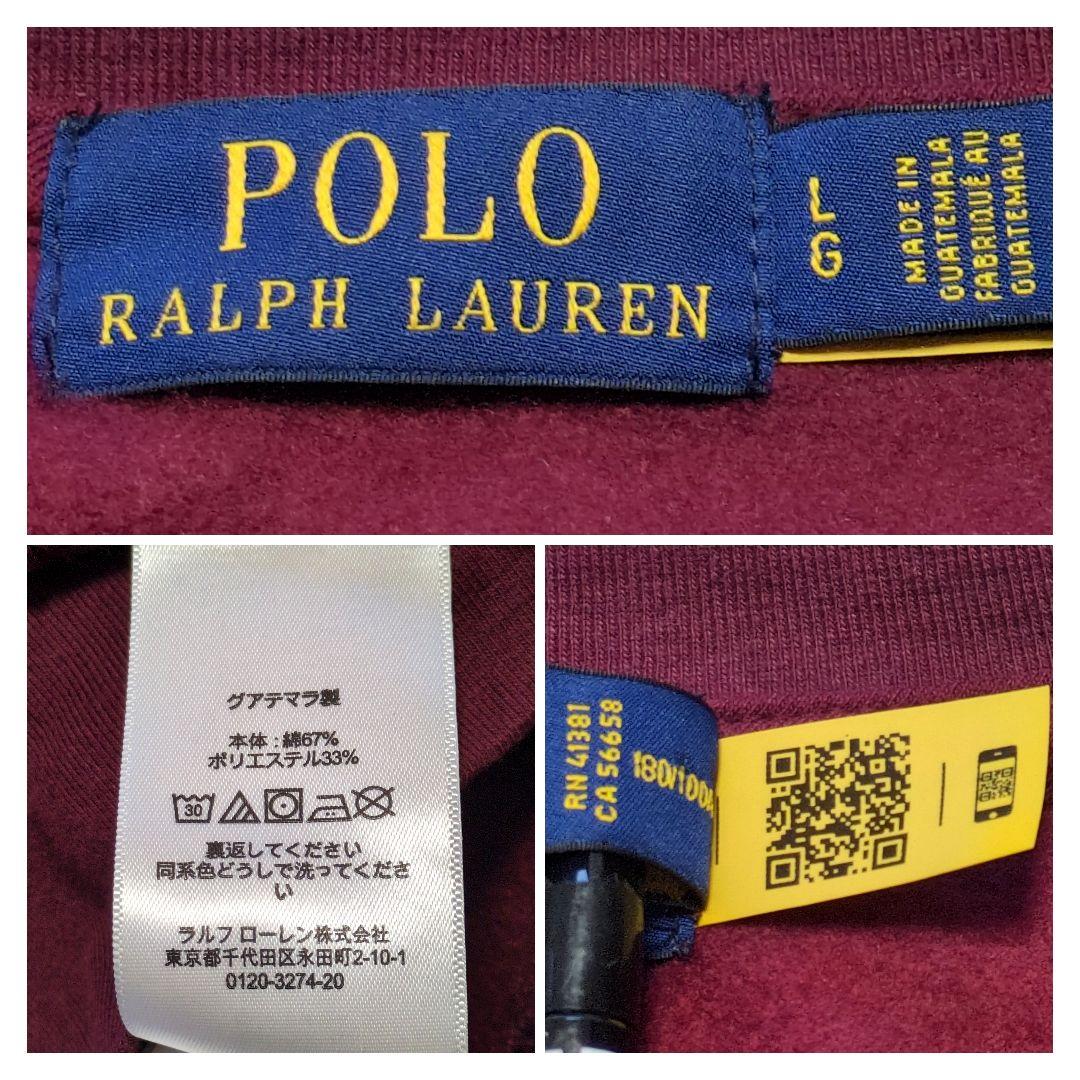 POLO
RALPH LAUREN
L
G
MADE IN
GUATEMALA
FABRIQUÉ AU
GUATEMALA
グアテマラ製
本体:綿67%
ポリエステル33%
30
裏返してください
同系色どうしで洗ってくださ
い
ラルフ ローレン株式会社
東京都千代田区永田町2-10-1
0120-3274-20
RN 41381
CA 56658
180/100A